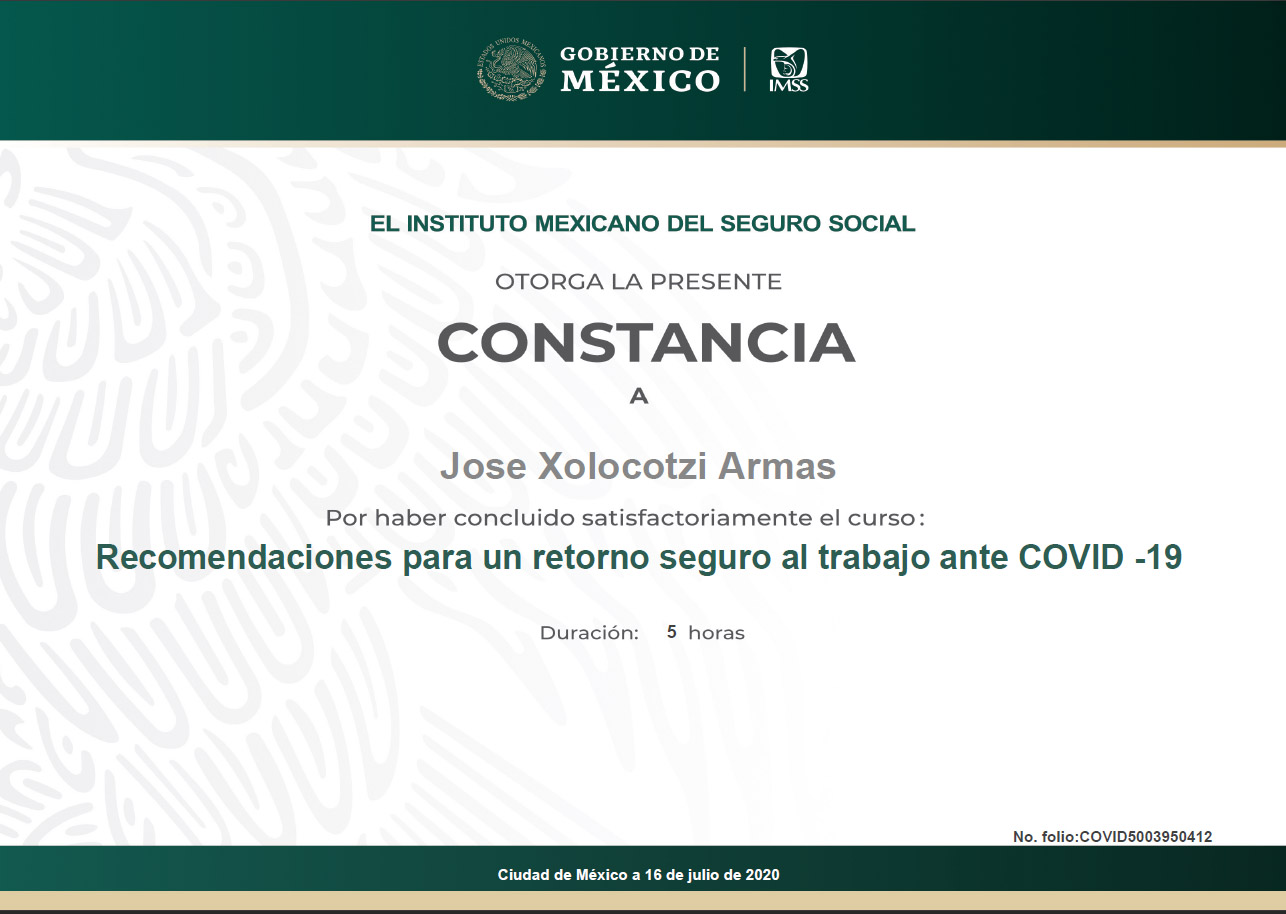 ESTADOS UNIDOS MEXICANOS
GOBIERNO DE
MÉXICO
IMSS
EL INSTITUTO MEXICANO DEL SEGURO SOCIAL
OTORGA LA PRESENTE
CONSTANCIA
A
Jose Xolocotzi Armas
Por haber concluido satisfactoriamente el curso:
Recomendaciones para un retorno seguro al trabajo ante COVID -19
Duración: 5 horas
No. folio:COVID5003950412
Ciudad de México a 16 de julio de 2020